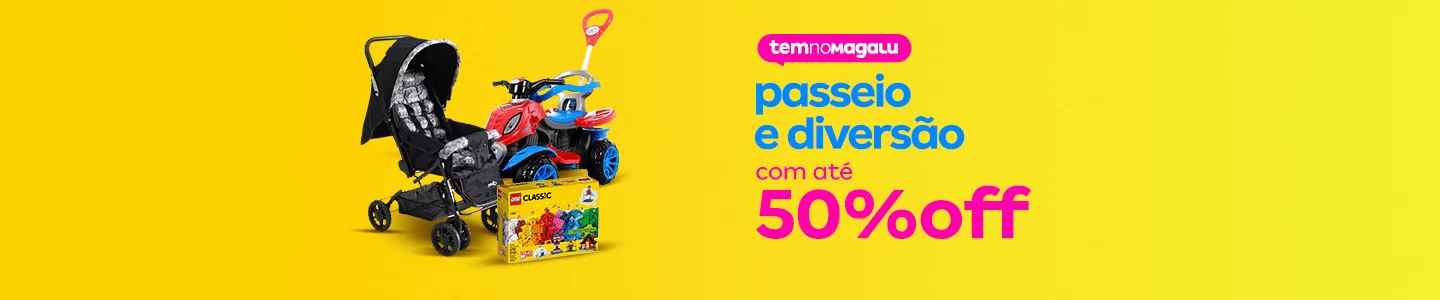 temnomagalu
passeio
e diversão
com até
50%off
LEGO
CLASSIC